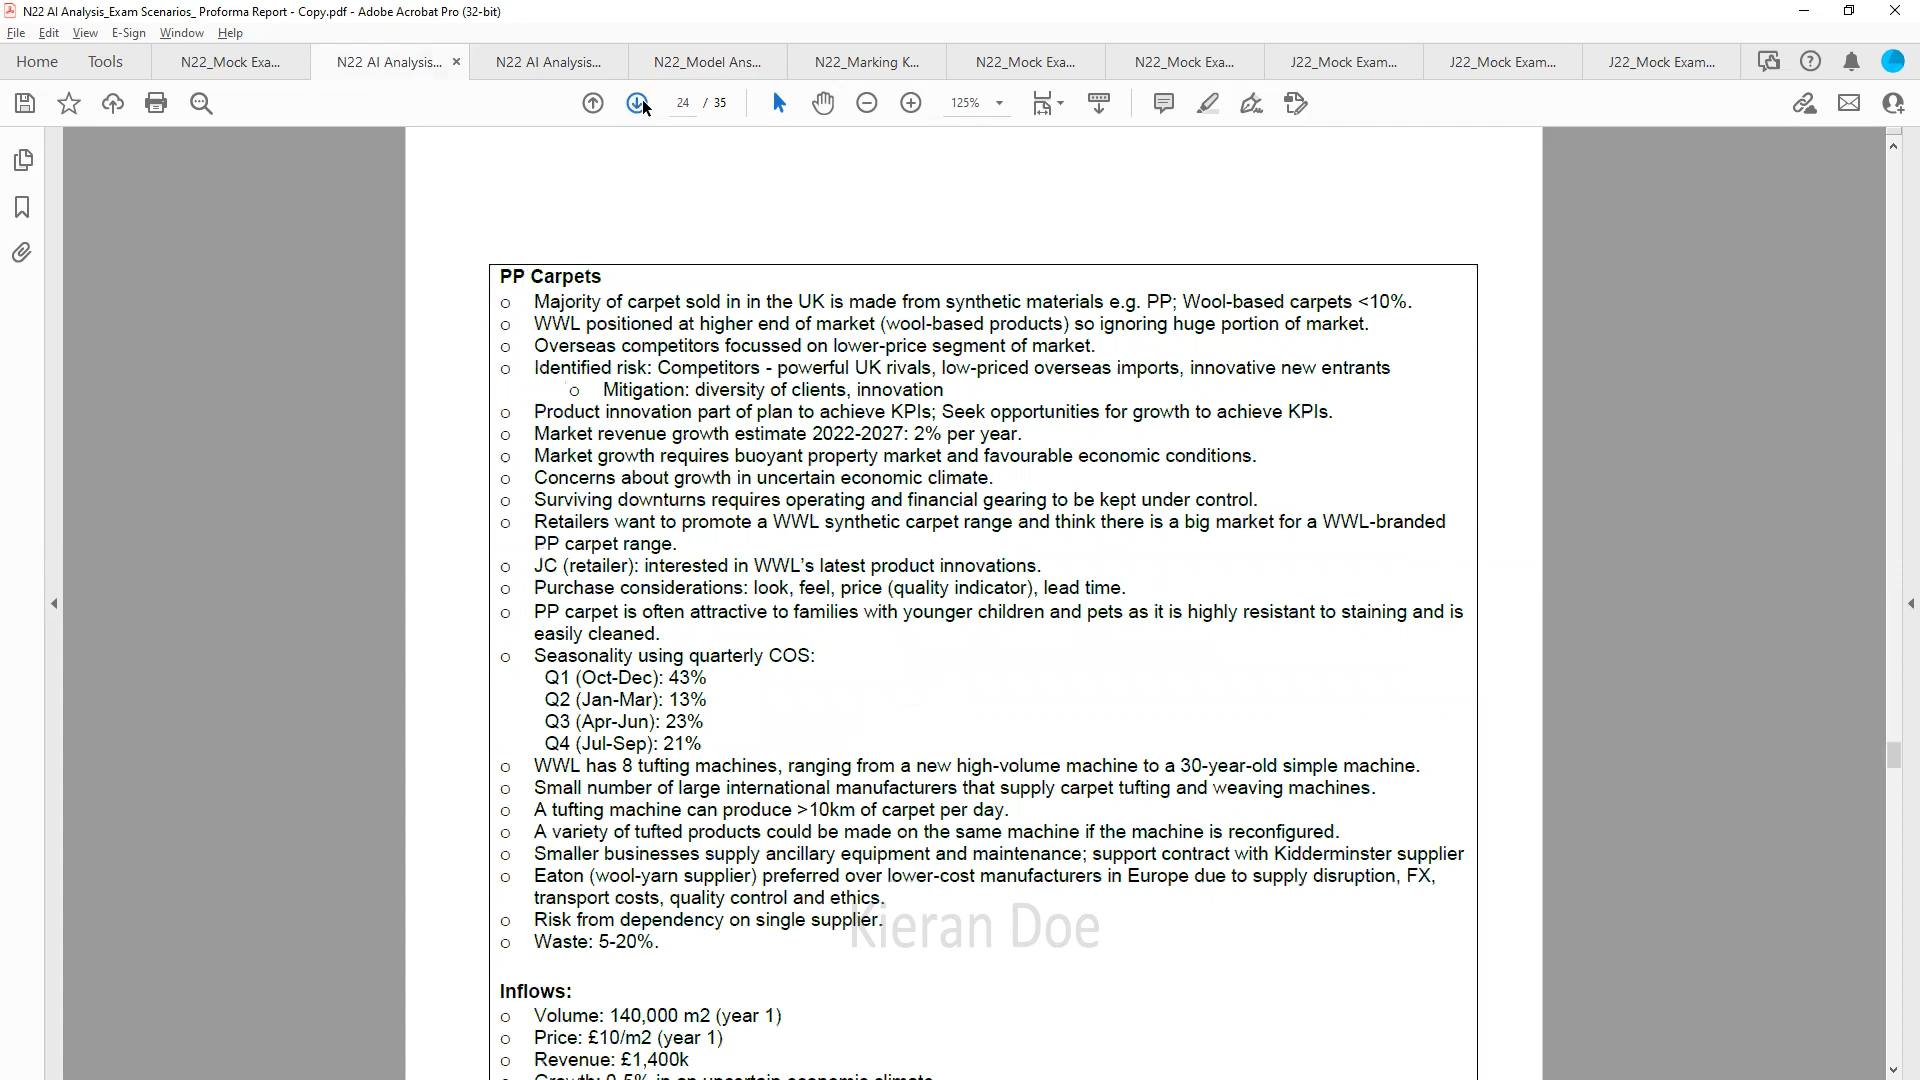 N22 AI Analysis_Exam Scenarios_ Proforma Report - Copy.pdf - Adobe Acrobat Pro (32-bit)
File Edit View E-Sign Window Help
Home Tools N22_Mock Exa... N22 AI Analysis... × N22 AI Analysis... N22_Model Ans... N22_Marking K... N22_Mock Exa... N22_Mock Exa... J22_Mock Exam... J22_Mock Exam... J22_Mock Exam...
24 / 35 125%
PP Carpets
o Majority of carpet sold in in the UK is made from synthetic materials e.g. PP; Wool-based carpets <10%.
o WWL positioned at higher end of market (wool-based products) so ignoring huge portion of market.
o Overseas competitors focussed on lower-price segment of market.
o Identified risk: Competitors - powerful UK rivals, low-priced overseas imports, innovative new entrants
o Mitigation: diversity of clients, innovation
o Product innovation part of plan to achieve KPIs; Seek opportunities for growth to achieve KPIs.
o Market revenue growth estimate 2022-2027: 2% per year.
o Market growth requires buoyant property market and favourable economic conditions.
o Concerns about growth in uncertain economic climate.
o Surviving downturns requires operating and financial gearing to be kept under control.
o Retailers want to promote a WWL synthetic carpet range and think there is a big market for a WWL-branded
PP carpet range.
o JC (retailer): interested in WWL's latest product innovations.
o Purchase considerations: look, feel, price (quality indicator), lead time.
o PP carpet is often attractive to families with younger children and pets as it is highly resistant to staining and is
easily cleaned.
o Seasonality using quarterly COS:
Q1 (Oct-Dec): 43%
Q2 (Jan-Mar): 13%
Q3 (Apr-Jun): 23%
Q4 (Jul-Sep): 21%
o WWL has 8 tufting machines, ranging from a new high-volume machine to a 30-year-old simple machine.
o Small number of large international manufacturers that supply carpet tufting and weaving machines.
o A tufting machine can produce >10km of carpet per day.
o A variety of tufted products could be made on the same machine if the machine is reconfigured.
o Smaller businesses supply ancillary equipment and maintenance; support contract with Kidderminster supplier
o Eaton (wool-yarn supplier) preferred over lower-cost manufacturers in Europe due to supply disruption, FX,
transport costs, quality control and ethics.
o Risk from dependency on single supplier.
Kieran Doe
o Waste: 5-20%.
Inflows:
o Volume: 140,000 m2 (year 1)
o Price: £10/m2 (year 1)
o Revenue: £1,400k
o Growth: 0-5% in an uncertain economic climate